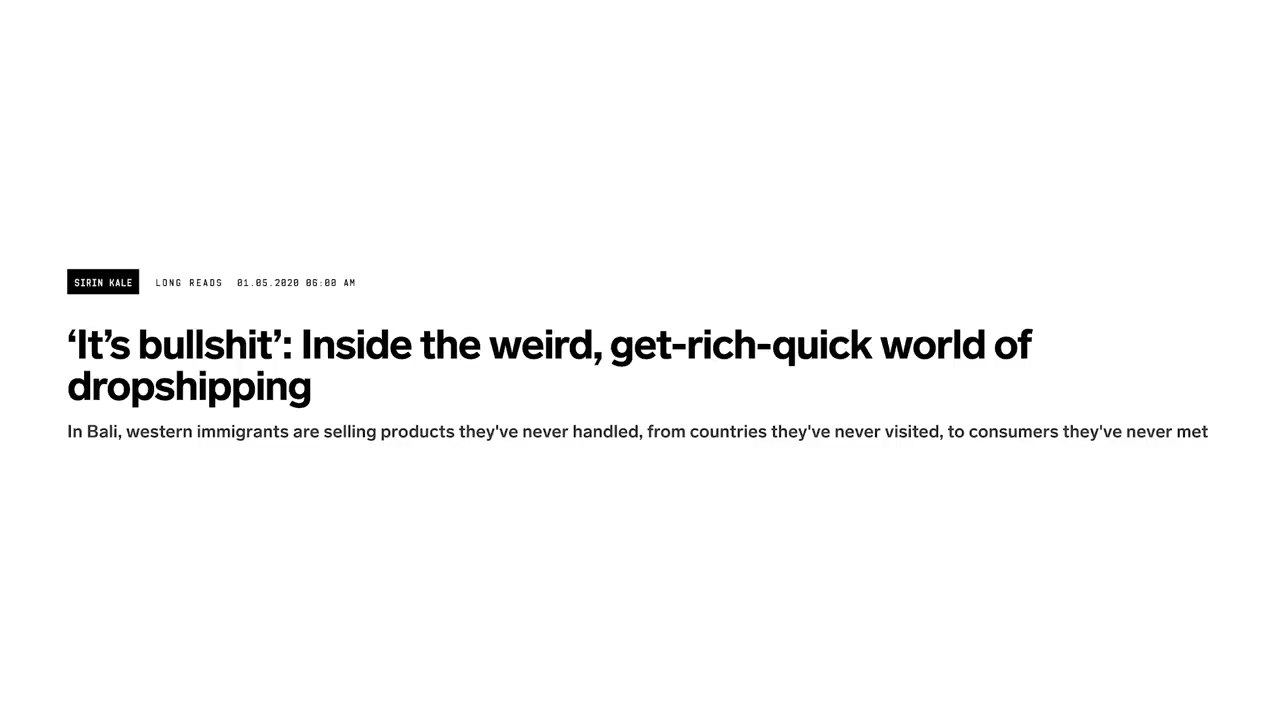 SIRIN KALE LONG READS 01.05.2020 06:00 AM
‘It’s bullshit’: Inside the weird, get-rich-quick world of
dropshipping
In Bali, western immigrants are selling products they've never handled, from countries they've never visited, to consumers they've never met